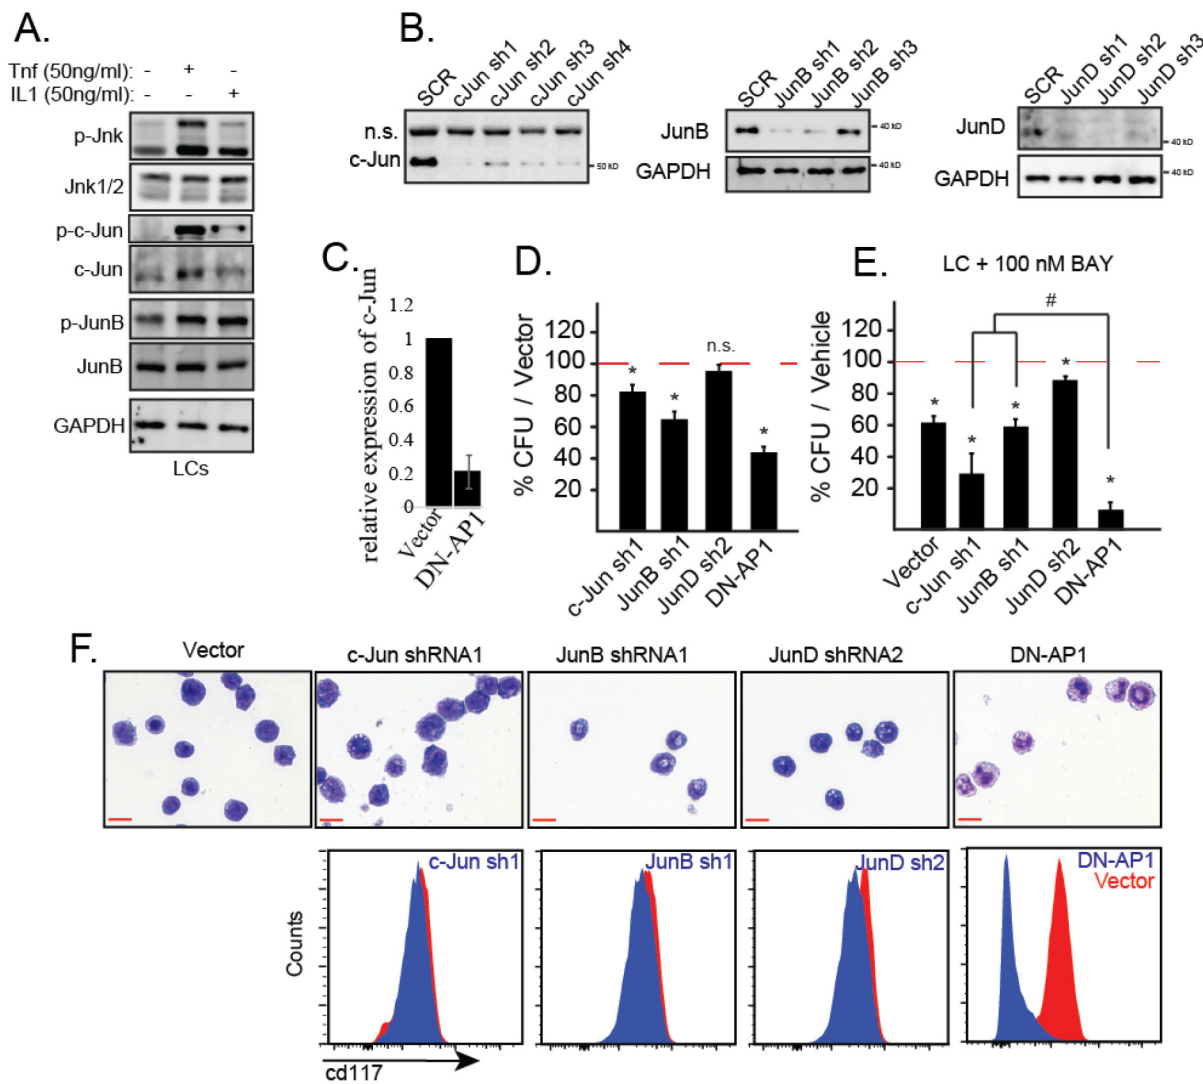 A.
Tnf (50ng/ml): - + -
IL1 (50ng/ml): - - +
p-Jnk
Jnk1/2
p-c-Jun
c-Jun
p-JunB
JunB
GAPDH
LCs
B.
SCR
cJun sh1
cJun sh2
cJun sh3
cJun sh4
n.s.
c-Jun
50 kD
SCR
JunB sh1
JunB sh2
JunB sh3
JunB
40 kD
GAPDH
40 kD
SCR
JunD sh1
JunD sh2
JunD sh3
JunD
40 kD
GAPDH
40 kD
C.
relative expression of c-Jun
1.2
1
0.8
0.6
0.4
0.2
0
Vector
DN-AP1
D.
% CFU / Vector
120
100
80
60
40
20
*
*
n.s.
*
c-Jun sh1
JunB sh1
JunD sh2
DN-AP1
E.
LC + 100 nM BAY
#
% CFU / Vehicle
120
100
80
60
40
20
*
*
*
*
*
Vector
c-Jun sh1
JunB sh1
JunD sh2
DN-AP1
F.
Vector
c-Jun shRNA1
JunB shRNA1
JunD shRNA2
DN-AP1
Counts
c-Jun sh1
JunB sh1
JunD sh2
DN-AP1
Vector
cd117